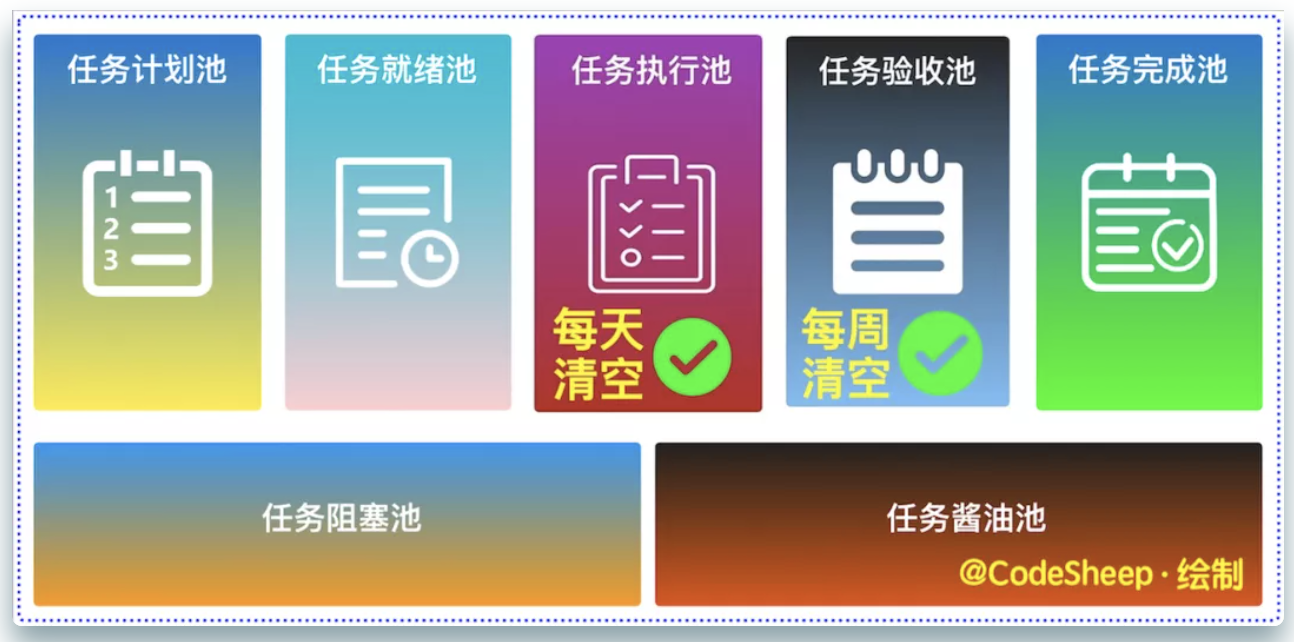 任务计划池
任务就绪池
任务执行池
任务验收池
任务完成池
1
2
3
每天
清空
每周
清空
任务阻塞池
任务酱油池
@CodeSheep · 绘制